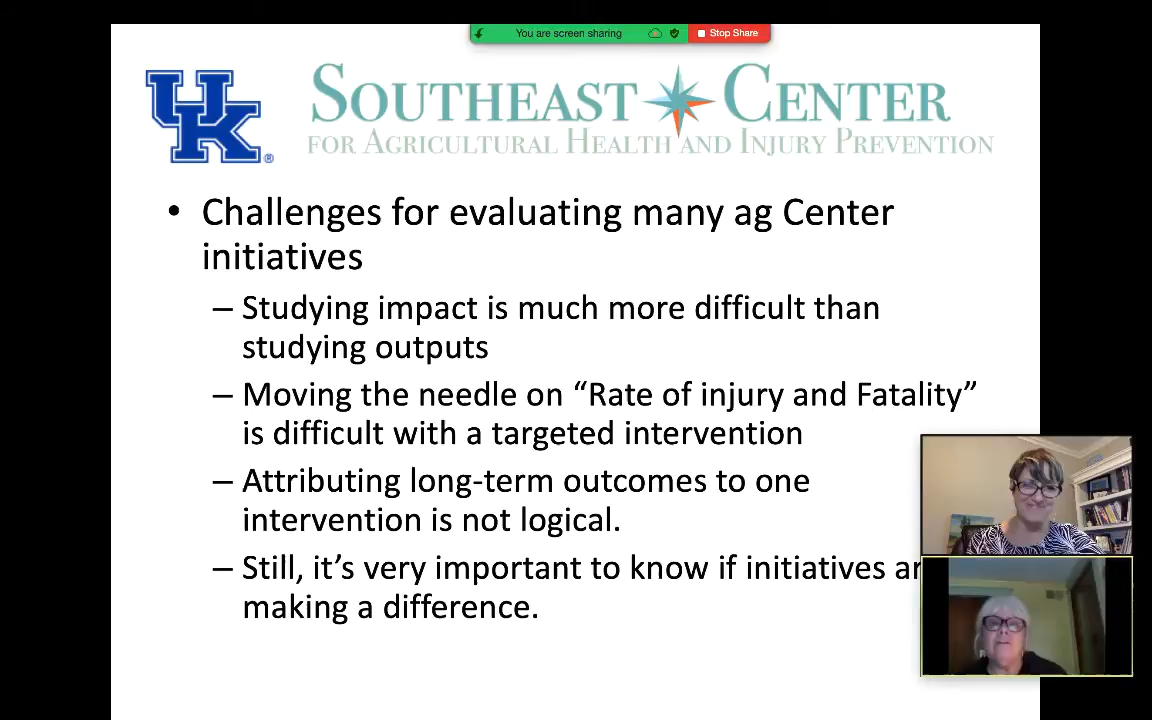 You are screen sharing
Stop Share
UK
®
SOUTHEAST CENTER
FOR AGRICULTURAL HEALTH AND INJURY PREVENTION
• Challenges for evaluating many ag Center
initiatives
– Studying impact is much more difficult than
studying outputs
– Moving the needle on “Rate of injury and Fatality”
is difficult with a targeted intervention
– Attributing long-term outcomes to one
intervention is not logical.
– Still, it’s very important to know if initiatives
making a difference.